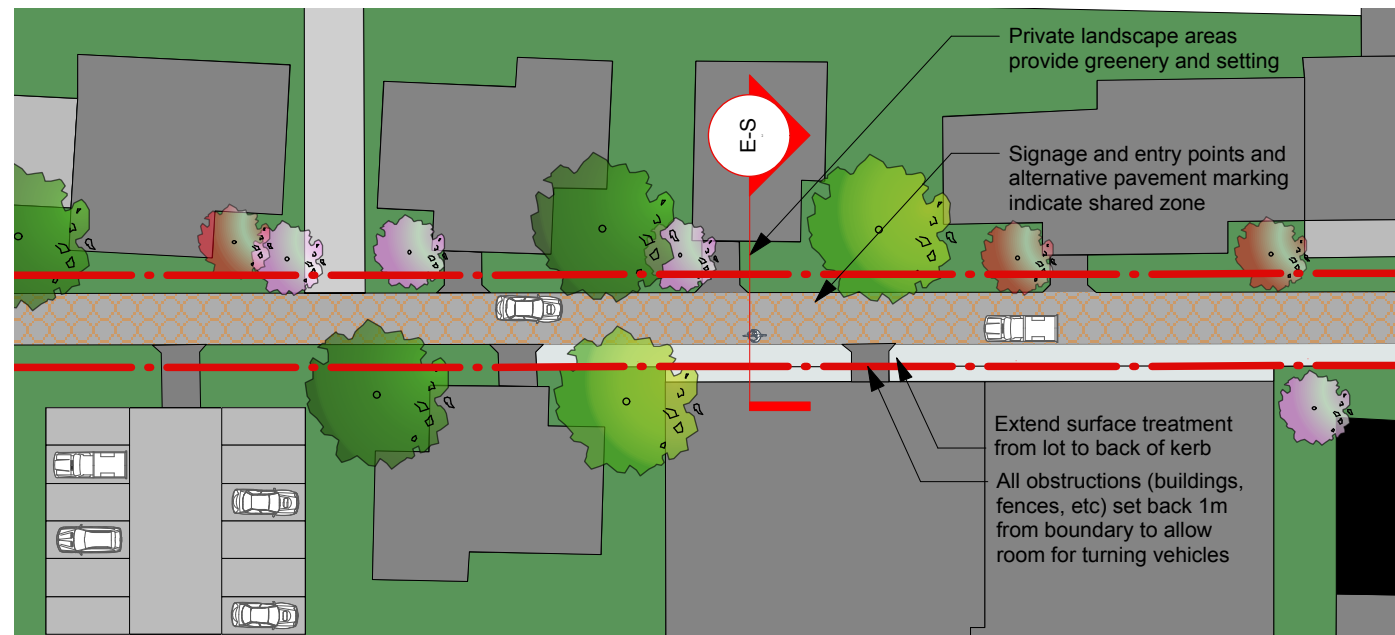 Private landscape areas
provide greenery and setting
E-S
Signage and entry points and
alternative pavement marking
indicate shared zone
Extend surface treatment
from lot to back of kerb
All obstructions (buildings,
fences, etc) set back 1m
from boundary to allow
room for turning vehicles